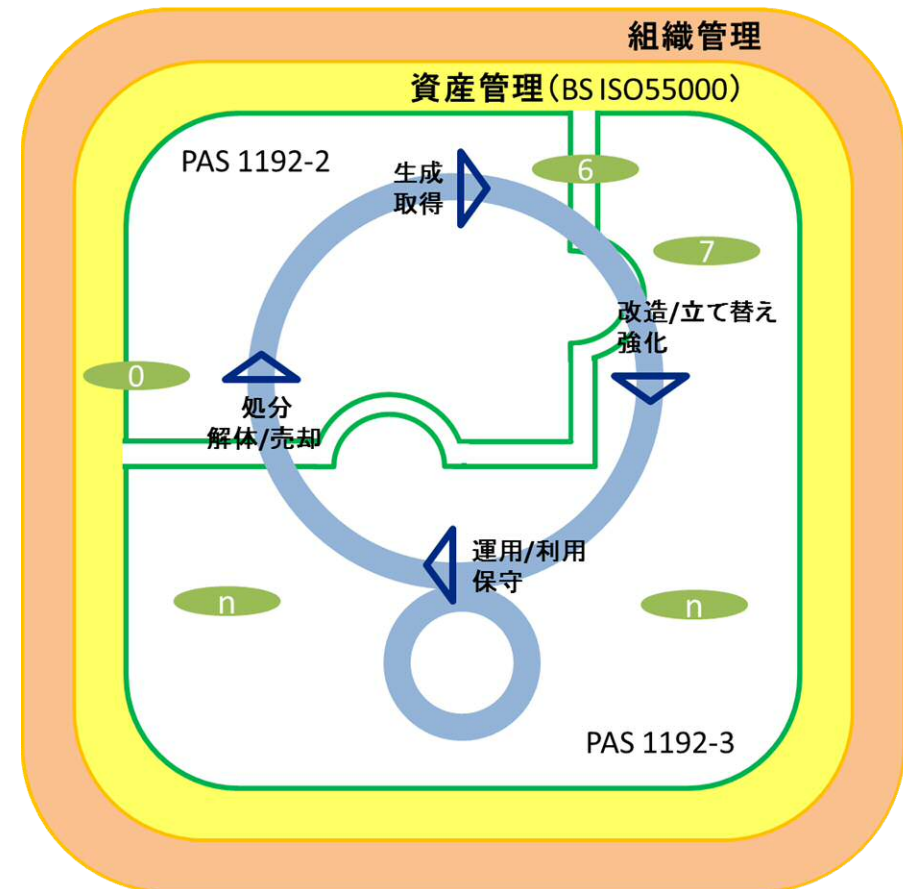 組織管理
資産管理（BS ISO55000）
PAS 1192-2
生成
取得
6
7
改造/立て替え
強化
0
処分
解体/売却
運用/利用
保守
n
n
PAS 1192-3